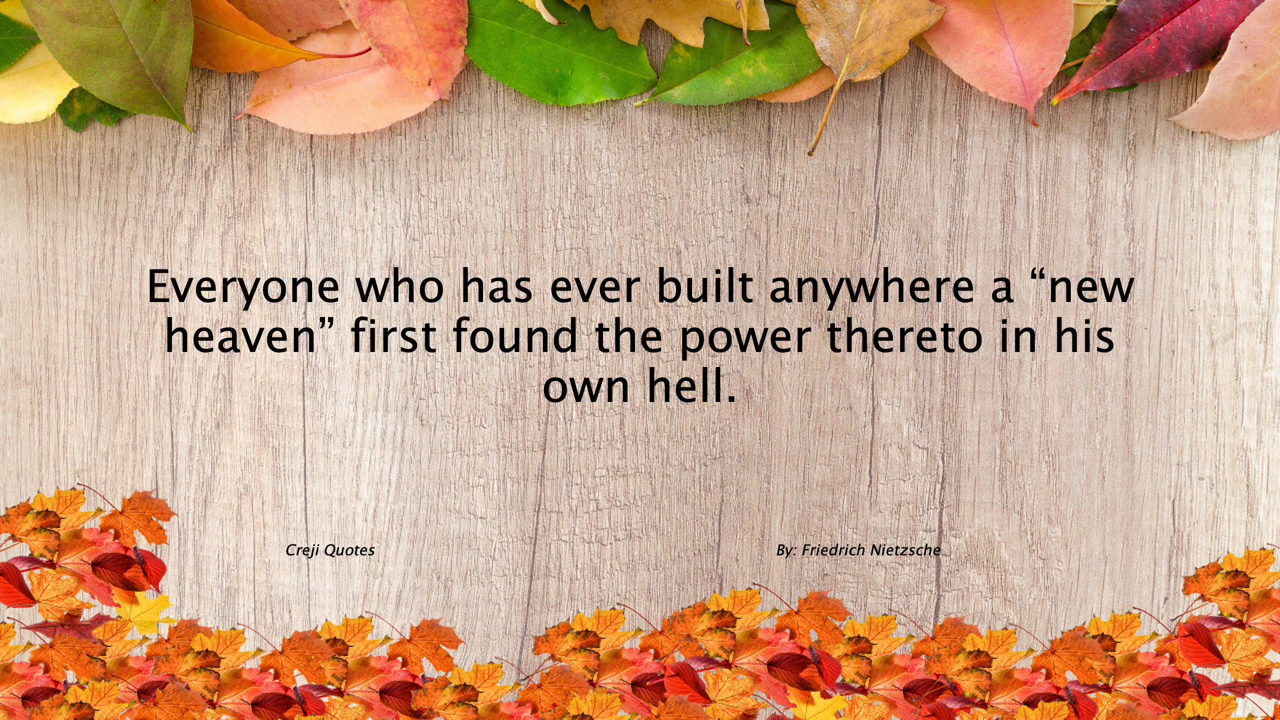 Everyone who has ever built anywhere a “new
heaven” first found the power thereto in his
own hell.
Creji Quotes
By: Friedrich Nietzsche